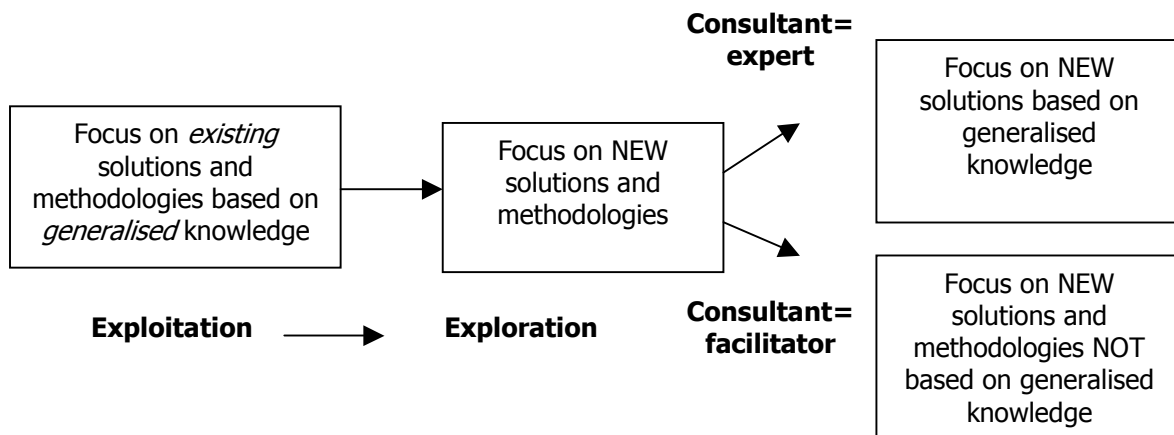 Focus on existing
solutions and
methodologies based on
generalised knowledge
Exploitation
Focus on NEW
solutions and
methodologies
Exploration
Consultant=
expert
Focus on NEW
solutions based on
generalised
knowledge
Consultant=
facilitator
Focus on NEW
solutions and
methodologies NOT
based on generalised
knowledge